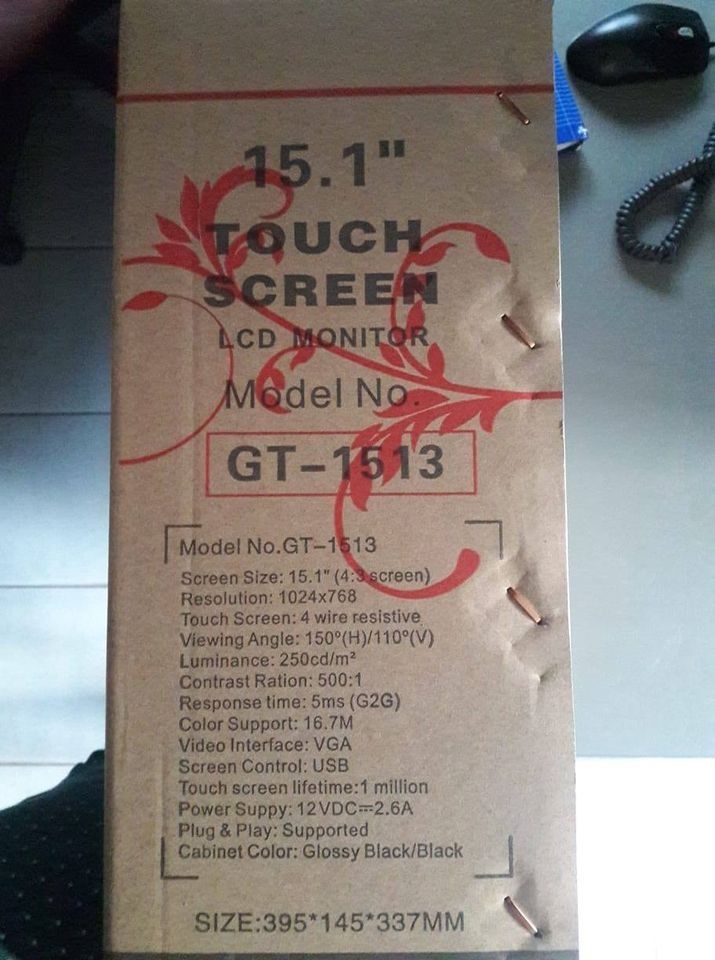 15.1"
TOUCH
SCREEN
LCD MONITOR
Model No.
GT-1513
Model No.GT-1513
Screen Size: 15.1" (4:3 screen)
Resolution: 1024x768
Touch Screen: 4 wire resistive
Viewing Angle: 150°(H)/110°(V)
Luminance: 250cd/m²
Contrast Ration: 500:1
Response time: 5ms (G2G)
Color Support: 16.7M
Video Interface: VGA
Screen Control: USB
Touch screen lifetime:1 million
Power Suppy: 12VDC⎓2.6A
Plug & Play: Supported
Cabinet Color: Glossy Black/Black
SIZE:395*145*337MM